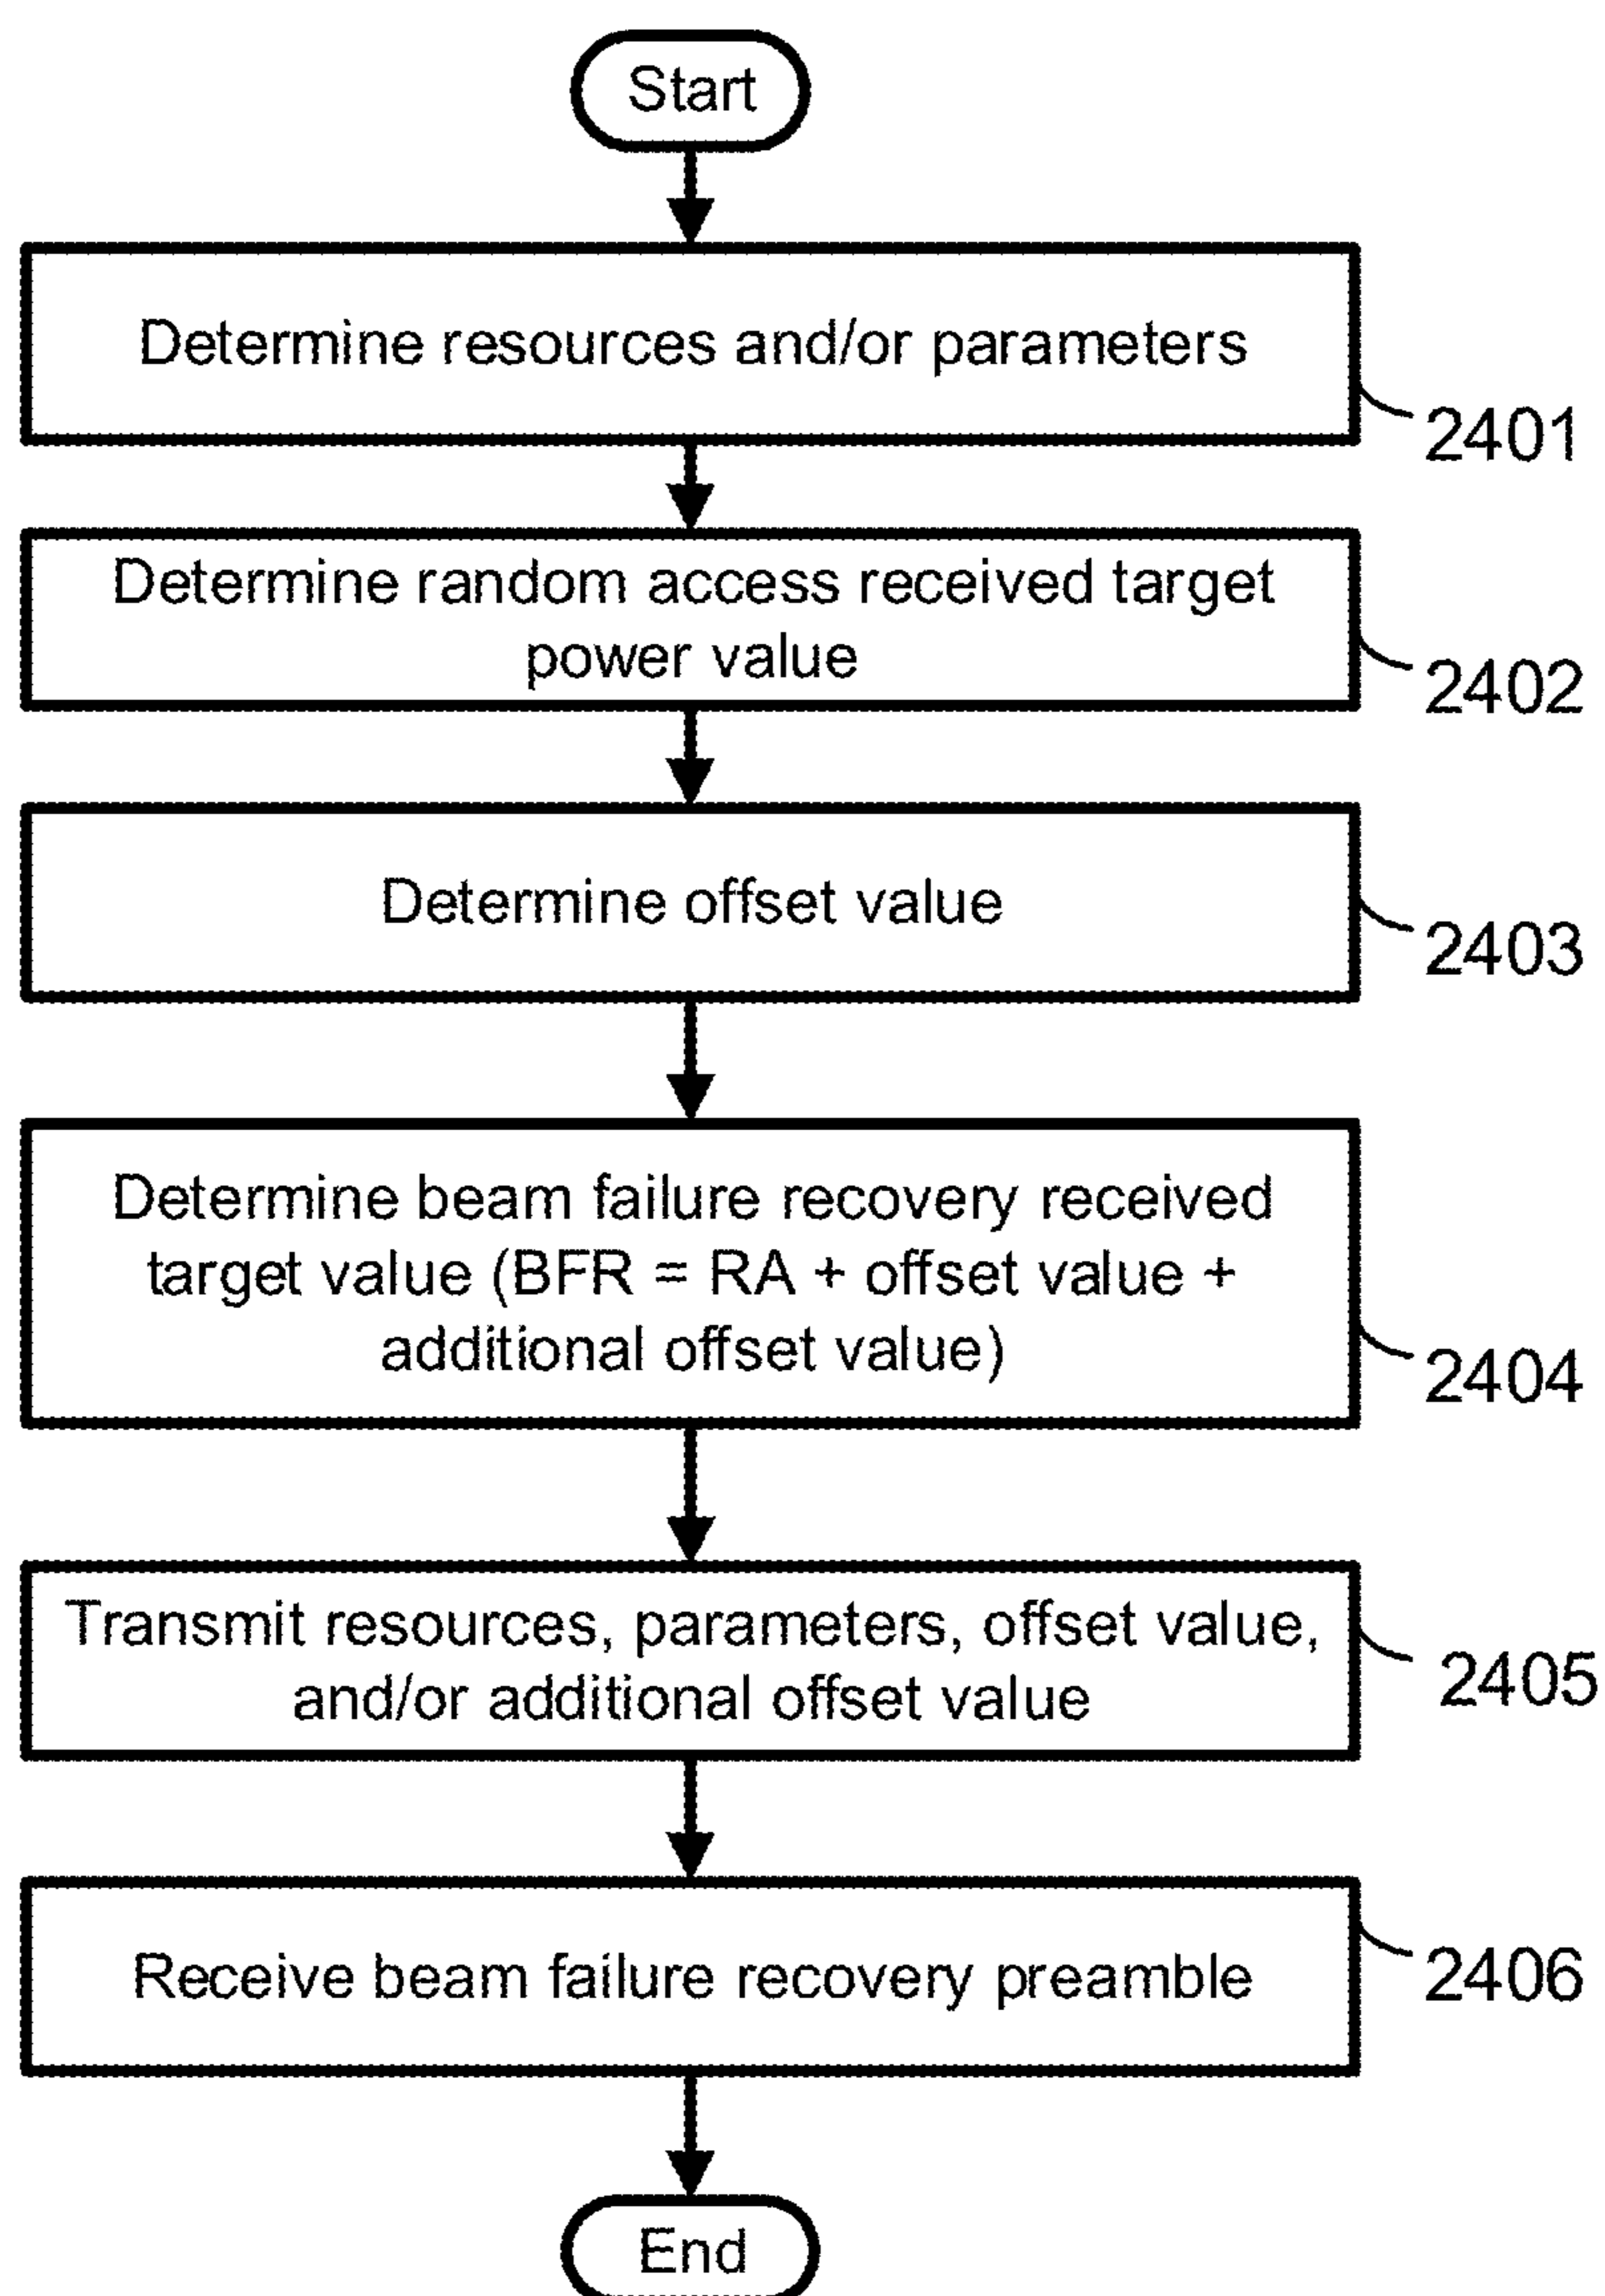 Start
Determine resources and/or parameters
2401
Determine random access received target
power value
2402
Determine offset value
2403
Determine beam failure recovery received
target value (BFR = RA + offset value +
additional offset value)
2404
Transmit resources, parameters, offset value,
and/or additional offset value
2405
Receive beam failure recovery preamble
2406
End